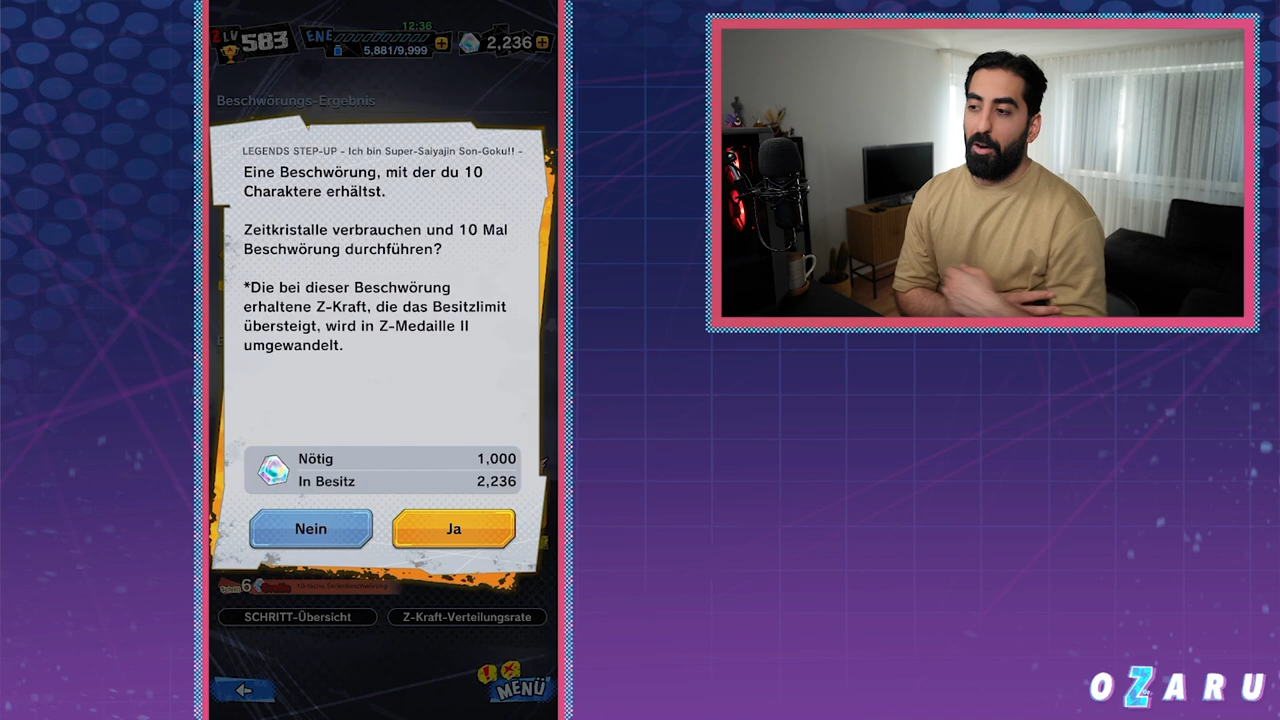 LV 583
12:36
ENE
5,881/9,999
2,236
Beschwörungs-Ergebnis
LEGENDS STEP-UP - Ich bin Super-Saiyajin Son-Goku!! -
Eine Beschwörung, mit der du 10
Charaktere erhältst.
Zeitkristalle verbrauchen und 10 Mal
Beschwörung durchführen?
*Die bei dieser Beschwörung
erhaltene Z-Kraft, die das Besitzlimit
übersteigt, wird in Z-Medaille II
umgewandelt.
Nötig 1,000
In Besitz 2,236
Nein
Ja
6
SCHRITT-Übersicht
Z-Kraft-Verteilungsrate
MENÜ
OZARU